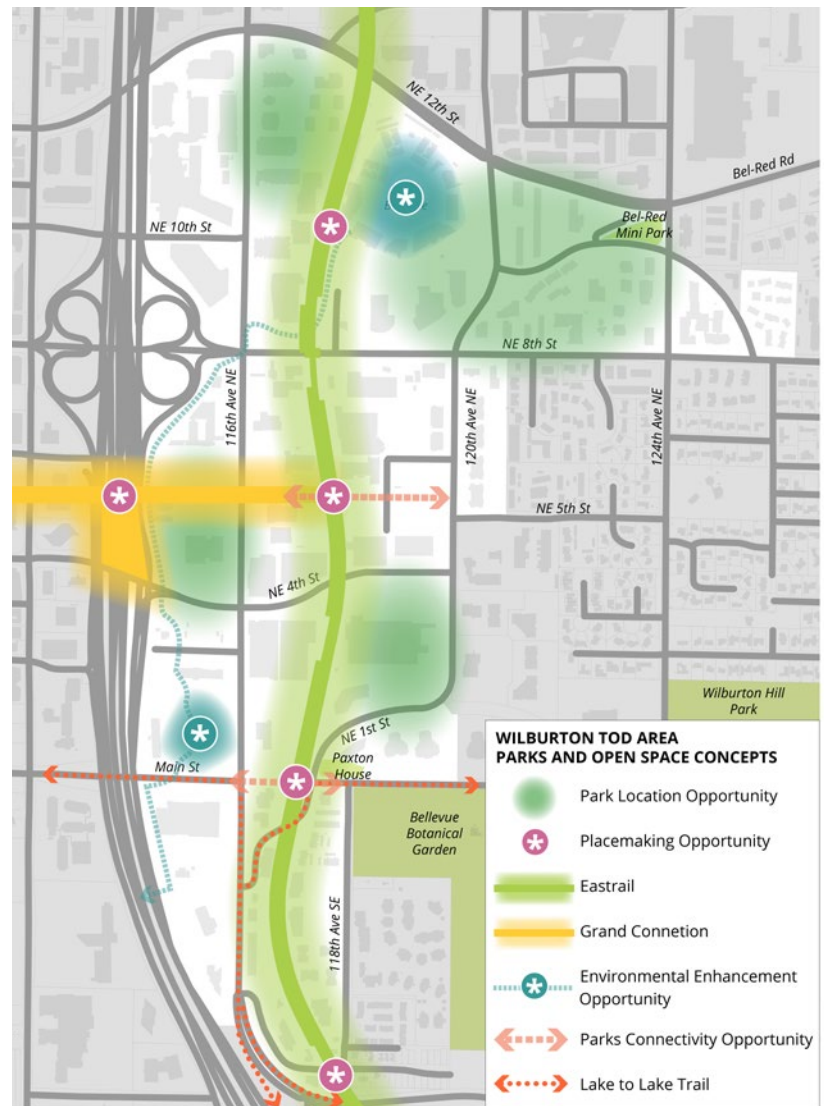 NE 12th St
Bel-Red Rd
Bel-Red
Mini Park
NE 10th St
NE 8th St
116th Ave NE
120th Ave NE
124th Ave NE
NE 5th St
NE 4th St
Wilburton Hill
Park
NE 1st St
Paxton
House
Main St
Bellevue
Botanical
Garden
118th Ave SE
WILBURTON TOD AREA
PARKS AND OPEN SPACE CONCEPTS
Park Location Opportunity
Placemaking Opportunity
Eastrail
Grand Connetion
Environmental Enhancement
Opportunity
Parks Connectivity Opportunity
Lake to Lake Trail